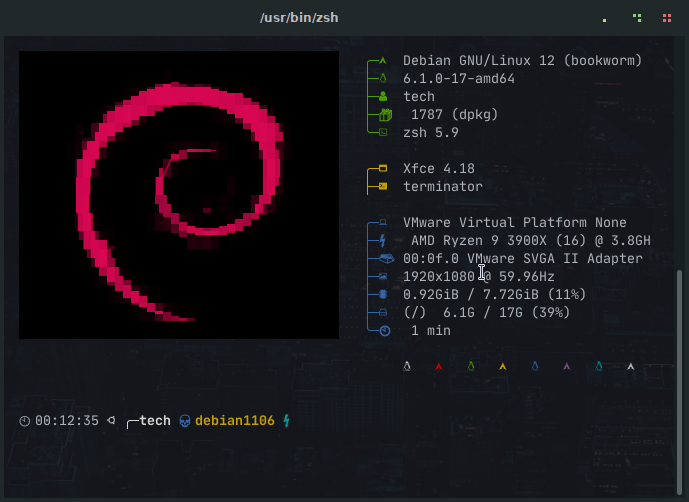 /usr/bin/zsh
Debian GNU/Linux 12 (bookworm)
6.1.0-17-amd64
tech
1787 (dpkg)
zsh 5.9
Xfce 4.18
terminator
VMware Virtual Platform None
AMD Ryzen 9 3900X (16) @ 3.8GH
00:0f.0 VMware SVGA II Adapter
1920x1080 @ 59.96Hz
0.92GiB / 7.72GiB (11%)
(/) 6.1G / 17G (39%)
1 min
00:12:35 tech debian1106